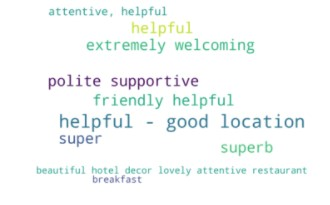 attentive, helpful
helpful
extremely welcoming
polite supportive
friendly helpful
helpful - good location
super
superb
beautiful hotel decor lovely attentive restaurant
breakfast